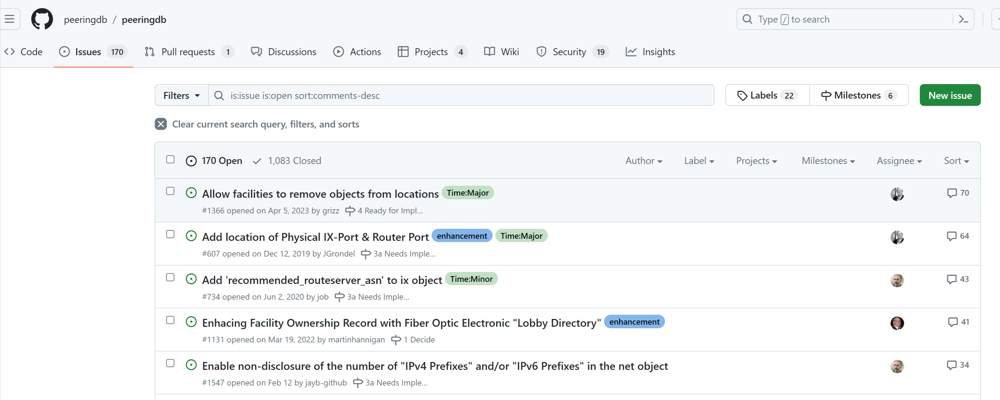 peeringdb / peeringdb
Type / to search
Code Issues 170 Pull requests 1 Discussions Actions Projects 4 Wiki Security 19 Insights
Filters is:issue is:open sort:comments-desc Labels 22 Milestones 6 New issue
Clear current search query, filters, and sorts
170 Open 1,083 Closed Author Label Projects Milestones Assignee Sort
Allow facilities to remove objects from locations Time:Major 70
#1366 opened on Apr 5, 2023 by grizz 4 Ready for Impl...
Add location of Physical IX-Port & Router Port enhancement Time:Major 64
#607 opened on Dec 12, 2019 by JGrondel 3a Needs Imple...
Add 'recommended_routeserver_asn' to ix object Time:Minor 43
#734 opened on Jun 2, 2020 by job 3a Needs Imple...
Enhacing Facility Ownership Record with Fiber Optic Electronic "Lobby Directory" enhancement 41
#1131 opened on Mar 19, 2022 by martinhannigan 1 Decide
Enable non-disclosure of the number of "IPv4 Prefixes" and/or "IPv6 Prefixes" in the net object 34
#1547 opened on Feb 12 by jayb-github 3a Needs Imple...